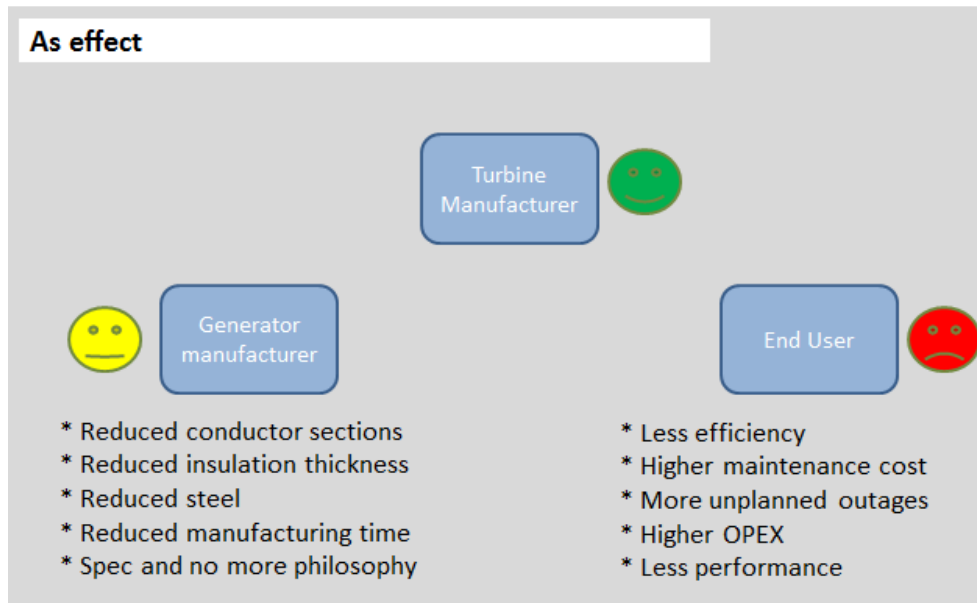 As effect
Turbine
Manufacturer
Generator
manufacturer
* Reduced conductor sections
* Reduced insulation thickness
* Reduced steel
* Reduced manufacturing time
* Spec and no more philosophy
End User
* Less efficiency
* Higher maintenance cost
* More unplanned outages
* Higher OPEX
* Less performance